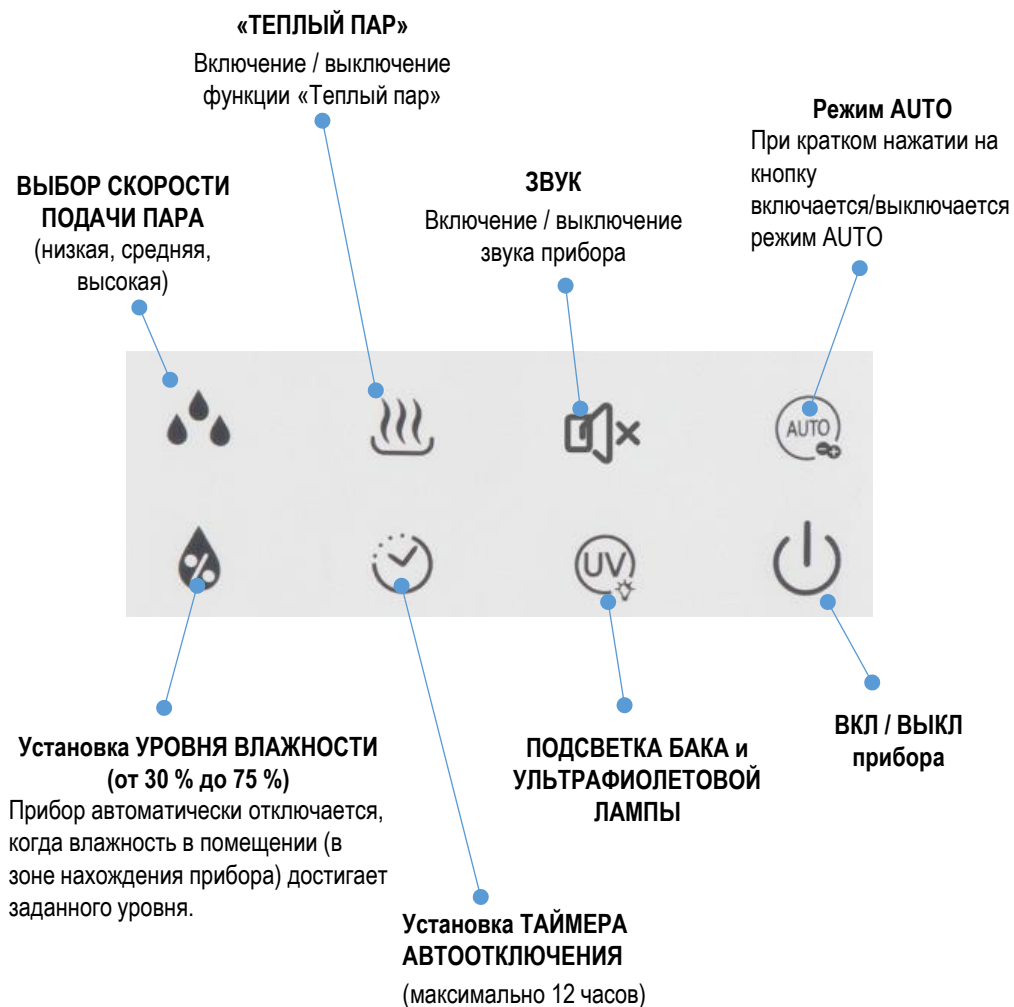 «ТЕПЛЫЙ ПАР»
Включение / выключение
функции «Теплый пар»
Режим AUTO
При кратком нажатии на
кнопку
включается/выключается
режим AUTO
ВЫБОР СКОРОСТИ
ПОДАЧИ ПАРА
(низкая, средняя,
высокая)
ЗВУК
Включение / выключение
звука прибора
AUTO
%
UV
Установка УРОВНЯ ВЛАЖНОСТИ
(от 30 % до 75 %)
Прибор автоматически отключается,
когда влажность в помещении (в
зоне нахождения прибора) достигает
заданного уровня.
ПОДСВЕТКА БАКА и
УЛЬТРАФИОЛЕТОВОЙ
ЛАМПЫ
ВКЛ / ВЫКЛ
прибора
Установка ТАЙМЕРА
АВТООТКЛЮЧЕНИЯ
(максимально 12 часов)